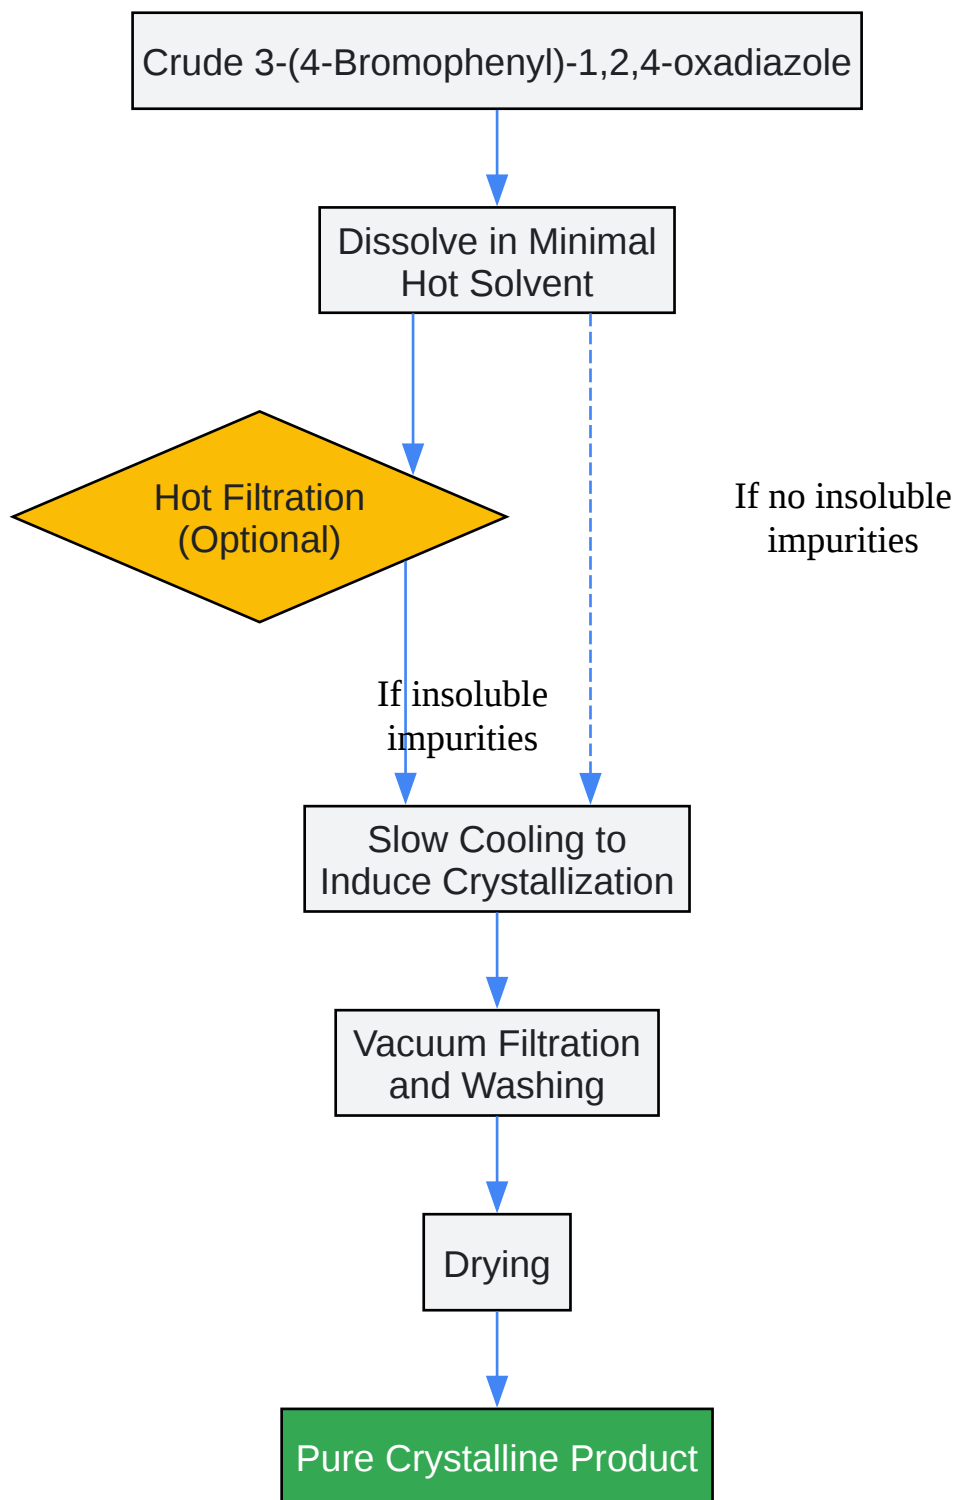 Crude 3-(4-Bromophenyl)-1,2,4-oxadiazole
Dissolve in Minimal
Hot Solvent
Hot Filtration
(Optional)
If no insoluble
impurities
If insoluble
impurities
Slow Cooling to
Induce Crystallization
Vacuum Filtration
and Washing
Drying
Pure Crystalline Product